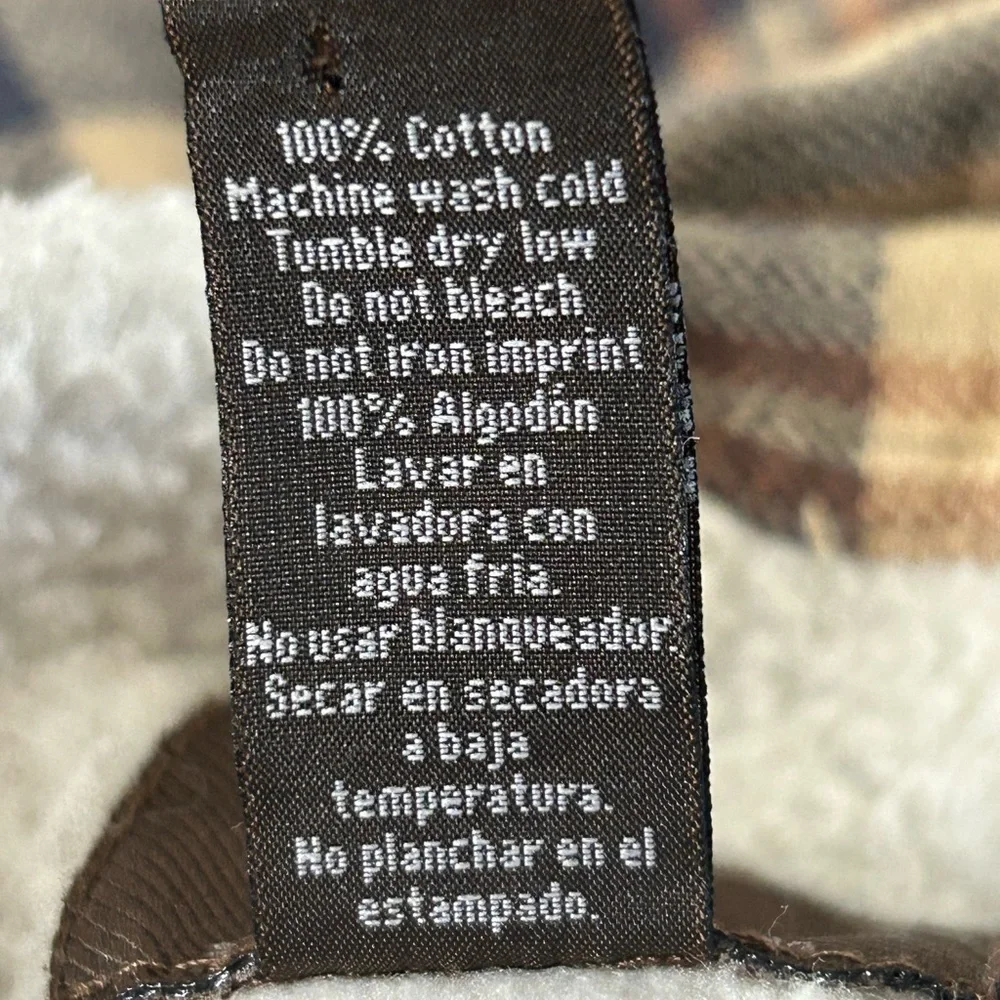 100% Cotton
Machine wash cold
Tumble dry low
Do not bleach
Do not iron imprint
100% Algodón
Lavar en
lavadora con
agua fria.
No usar blanqueador.
Secar en secadora
a baja
temperatura.
No planchar en el
estampado.